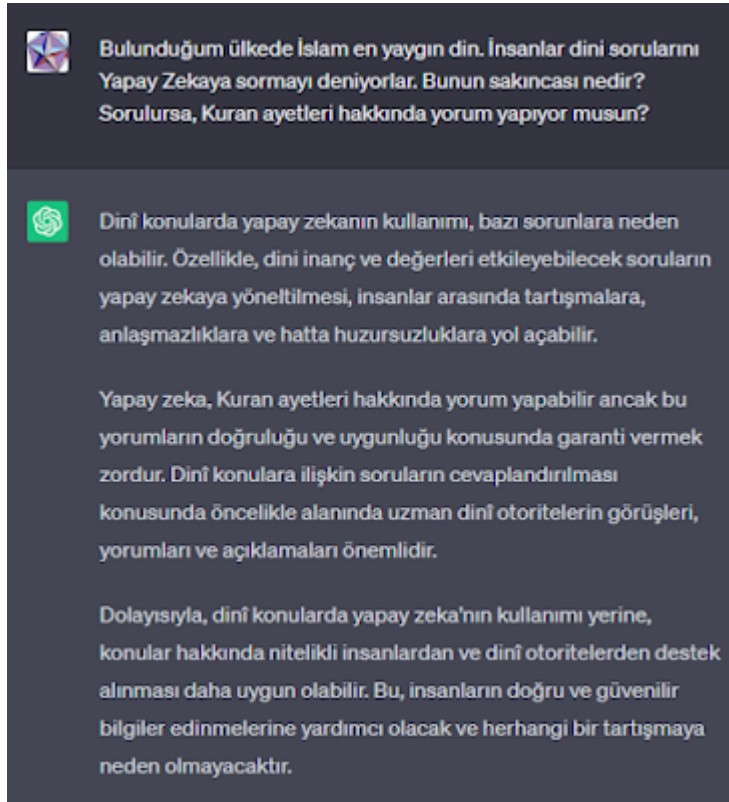 Bulunduğum ülkede İslam en yaygın din. İnsanlar dini sorularını
Yapay Zekaya sormayı deniyorlar. Bunun sakıncası nedir?
Sorulursa, Kuran ayetleri hakkında yorum yapıyor musun?
Dinî konularda yapay zekanın kullanımı, bazı sorunlara neden
olabilir. Özellikle, dini inanç ve değerleri etkileyebilecek soruların
yapay zekaya yöneltilmesi, insanlar arasında tartışmalara,
anlaşmazlıklara ve hatta huzursuzluklara yol açabilir.
Yapay zeka, Kuran ayetleri hakkında yorum yapabilir ancak bu
yorumların doğruluğu ve uygunluğu konusunda garanti vermek
zordur. Dinî konulara ilişkin soruların cevaplandırılması
konusunda öncelikle alanında uzman dinî otoritelerin görüşleri,
yorumları ve açıklamaları önemlidir.
Dolayısıyla, dinî konularda yapay zeka'nın kullanımı yerine,
konular hakkında nitelikli insanlardan ve dinî otoritelerden destek
alınması daha uygun olabilir. Bu, insanların doğru ve güvenilir
bilgiler edinmelerine yardımcı olacak ve herhangi bir tartışmaya
neden olmayacaktır.